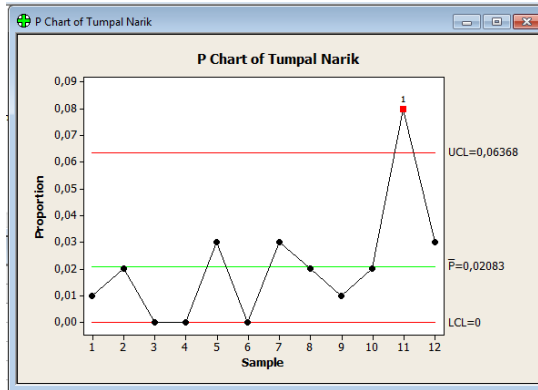 P Chart of Tumpal Narik
P Chart of Tumpal Narik
0,09
0,08
0,07
0,06
0,05
0,04
0,03
0,02
0,01
0,00
Proportion
1
UCL=0,06368
P̅=0,02083
LCL=0
1 2 3 4 5 6 7 8 9 10 11 12
Sample